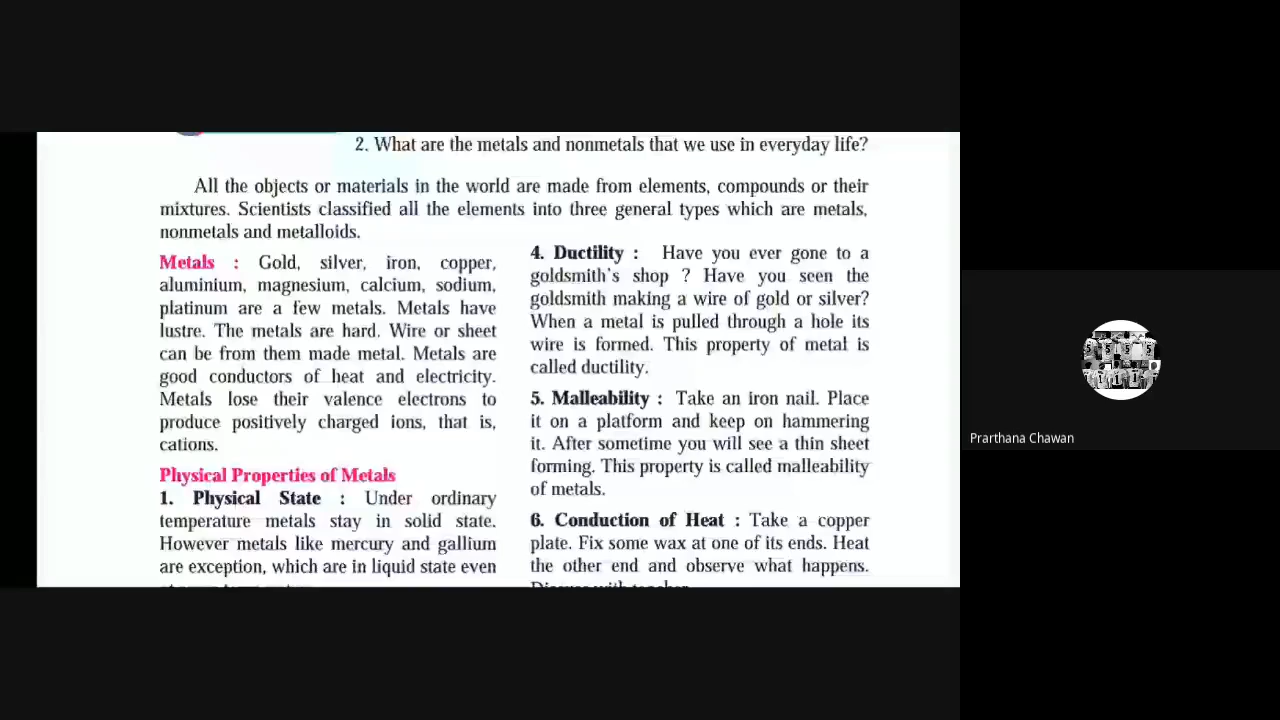 2. What are the metals and nonmetals that we use in everyday life?
All the objects or materials in the world are made from elements, compounds or their
mixtures. Scientists classified all the elements into three general types which are metals,
nonmetals and metalloids.
Metals : Gold, silver, iron, copper,
aluminium, magnesium, calcium, sodium,
platinum are a few metals. Metals have
lustre. The metals are hard. Wire or sheet
can be from them made metal. Metals are
good conductors of heat and electricity.
Metals lose their valence electrons to
produce positively charged ions, that is,
cations.
Physical Properties of Metals
1. Physical State : Under ordinary
temperature metals stay in solid state.
However metals like mercury and gallium
are exception, which are in liquid state even
4. Ductility : Have you ever gone to a
goldsmith's shop ? Have you seen the
goldsmith making a wire of gold or silver?
When a metal is pulled through a hole its
wire is formed. This property of metal is
called ductility.
5. Malleability : Take an iron nail. Place
it on a platform and keep on hammering
it. After sometime you will see a thin sheet
forming. This property is called malleability
of metals.
6. Conduction of Heat : Take a copper
plate. Fix some wax at one of its ends. Heat
the other end and observe what happens.
Discuss with teacher.
Prarthana Chawan